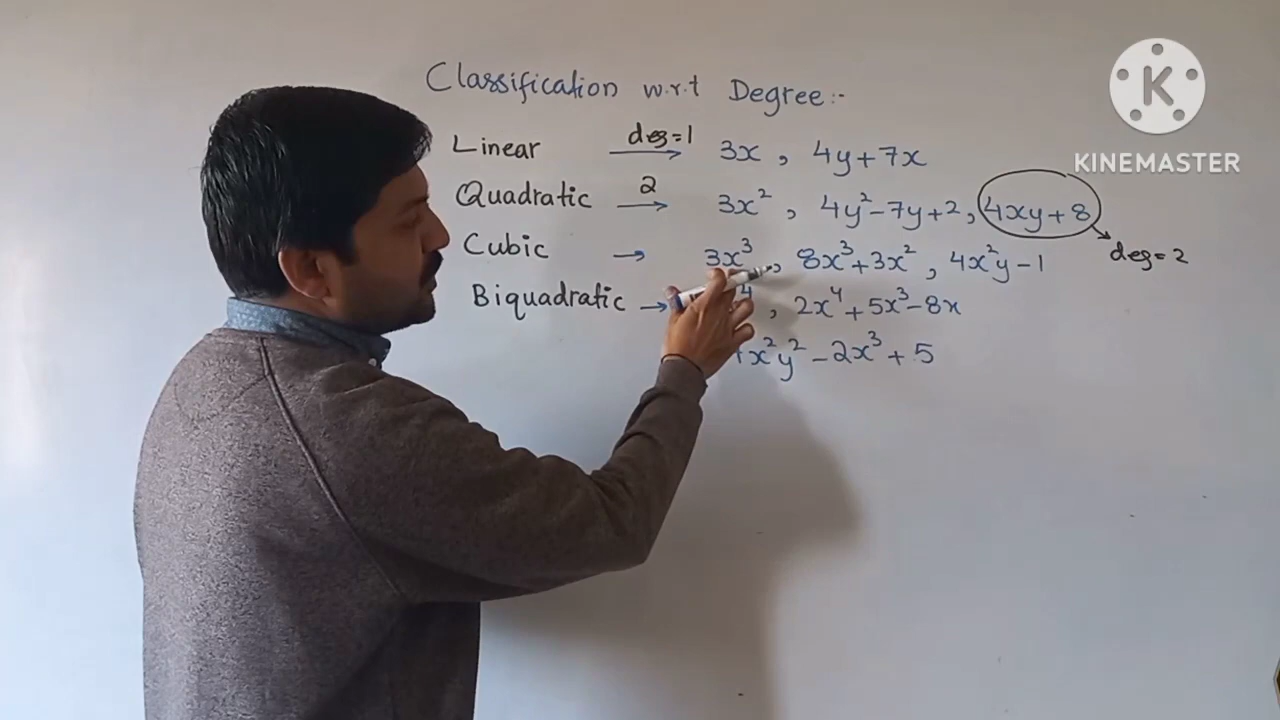 Classification w.r.t Degree:-
Linear deg=1 → 3x , 4y+7x
Quadratic 2 → 3x² , 4y²-7y+2, 4xy+8
deg=2
Cubic → 3x³, 8x³+3x² , 4x²y-1
Biquadratic → ⁴ , 2x⁴+5x³-8x
x²y²-2x³+5
K
KINEMASTER